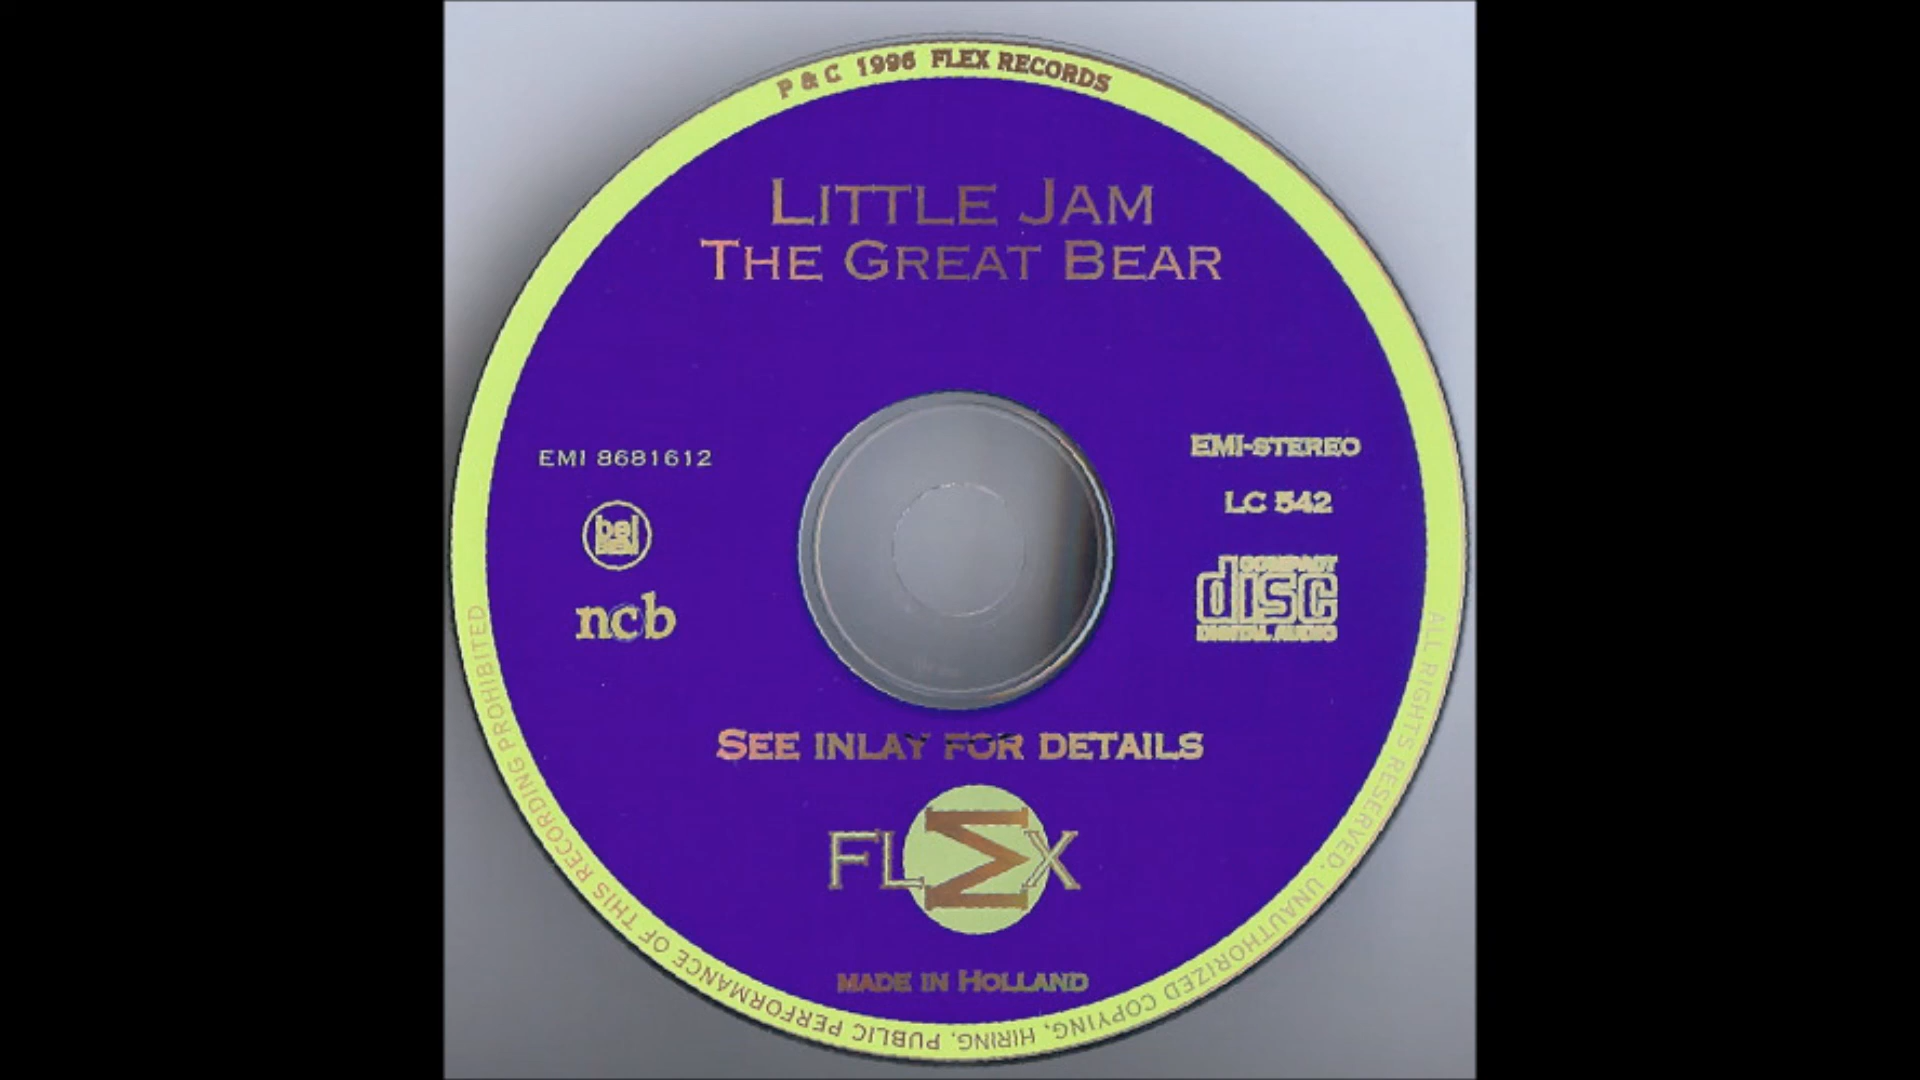 P & C 1996 FLEX RECORDS
LITTLE JAM
THE GREAT BEAR
EMI 8681612
EMI-STEREO
LC 542
ncb
COMPACT
disc
DIGITAL AUDIO
SEE INLAY FOR DETAILS
FLEX
MADE IN HOLLAND
ALL RIGHTS RESERVED. UNAUTHORIZED COPYING, HIRING, PUBLIC PERFORMANCE OF THIS RECORDING PROHIBITED